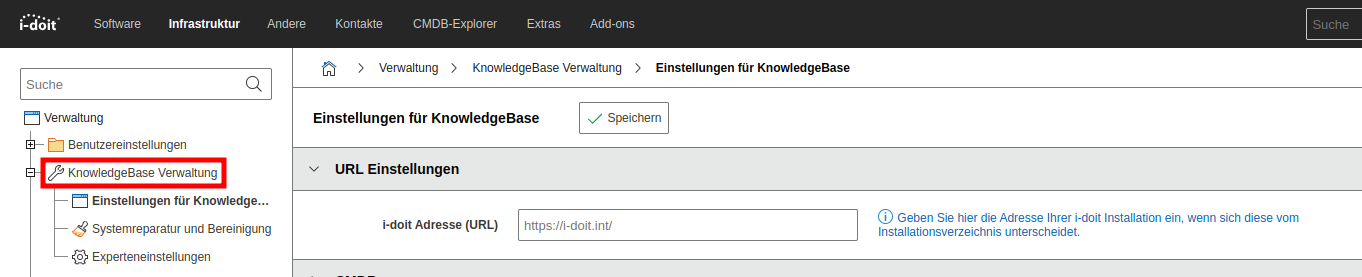 i-doit Software Infrastruktur Andere Kontakte CMDB-Explorer Extras Add-ons Suche
Suche
Verwaltung
Benutzereinstellungen
KnowledgeBase Verwaltung
Einstellungen für Knowledge...
Systemreparatur und Bereinigung
Experteneinstellungen
Verwaltung KnowledgeBase Verwaltung Einstellungen für KnowledgeBase
Einstellungen für KnowledgeBase Speichern
URL Einstellungen
i-doit Adresse (URL) https://i-doit.int/ Geben Sie hier die Adresse Ihrer i-doit Installation ein, wenn sich diese vom
Installationsverzeichnis unterscheidet.